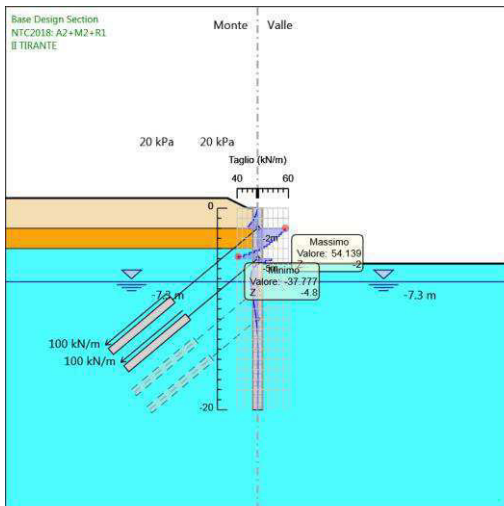 Base Design Section
NTC2018: A2+M2+R1
II TIRANTE
Monte Valle
20 kPa 20 kPa
Taglio (kN/m)
40 60
0
-2m
Massimo
Valore: 54.139
Z -2
-5m
Minimo
Valore: -37.777
Z -4.8
-7.3 m
-7.3 m
100 kN/m
100 kN/m
-20